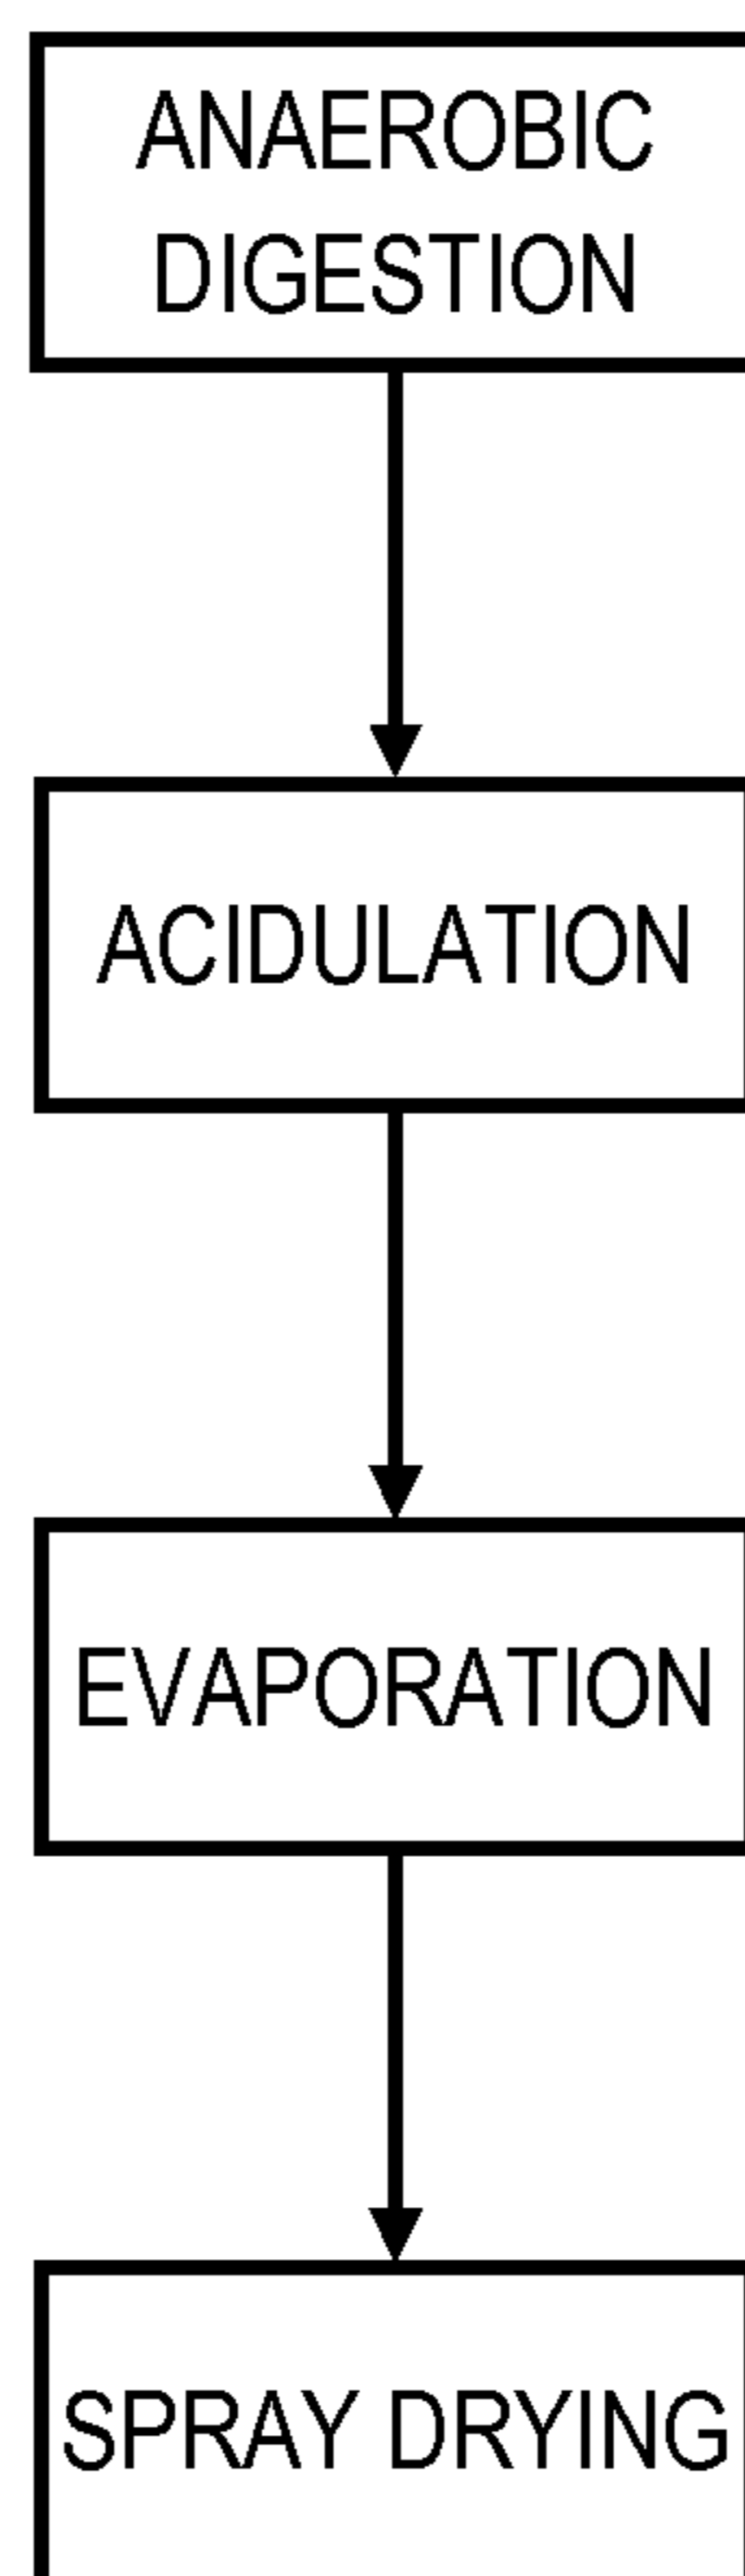 ANAEROBIC
DIGESTION
ACIDULATION
EVAPORATION
SPRAY DRYING